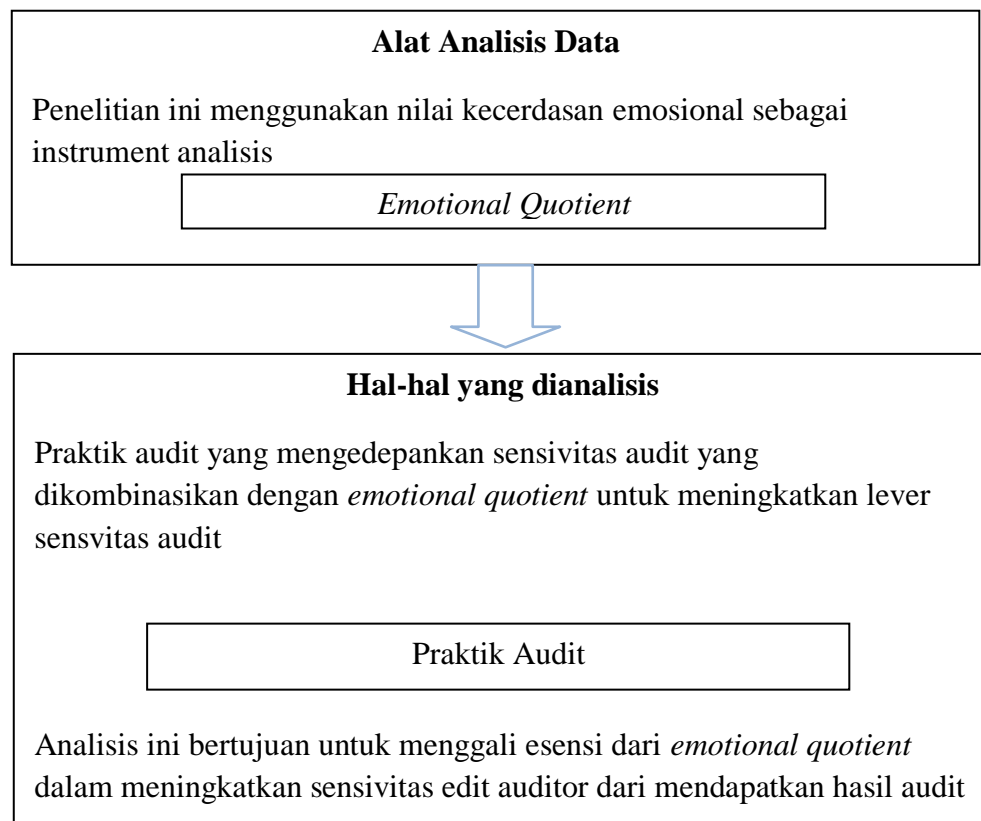 Alat Analisis Data
Penelitian ini menggunakan nilai kecerdasan emosional sebagai
instrument analisis
Emotional Quotient
Hal-hal yang dianalisis
Praktik audit yang mengedepankan sensivitas audit yang
dikombinasikan dengan emotional quotient untuk meningkatkan lever
sensvitas audit
Praktik Audit
Analisis ini bertujuan untuk menggali esensi dari emotional quotient
dalam meningkatkan sensivitas edit auditor dari mendapatkan hasil audit